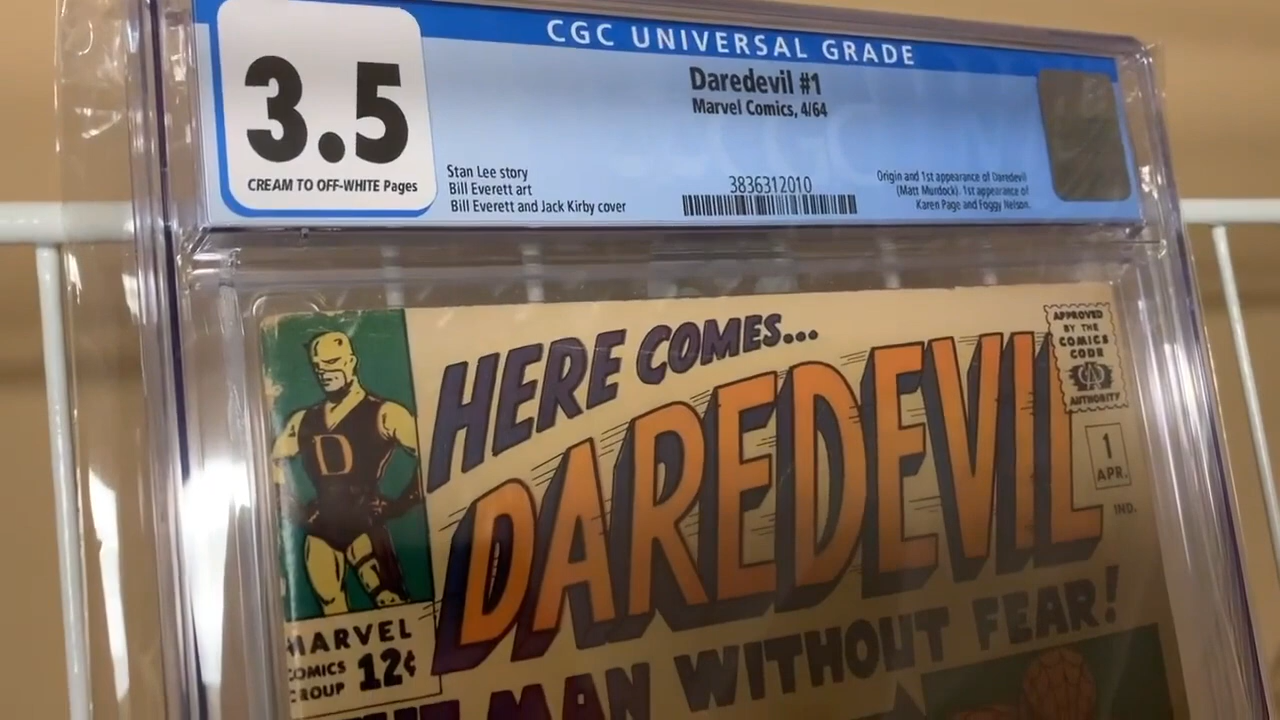 CGC UNIVERSAL GRADE
3.5
CREAM TO OFF-WHITE Pages
Daredevil #1
Marvel Comics, 4/64
Stan Lee story
Bill Everett art
Bill Everett and Jack Kirby cover
3836312010
Origin and 1st appearance of Daredevil
(Matt Murdock). 1st appearance of
Karen Page and Foggy Nelson.
HERE COMES...
DAREDEVIL
MAN WITHOUT FEAR!
D
MARVEL
COMICS
GROUP
12¢
APPROVED
BY THE
COMICS
CODE
CA
AUTHORITY
1
APR.
IND.